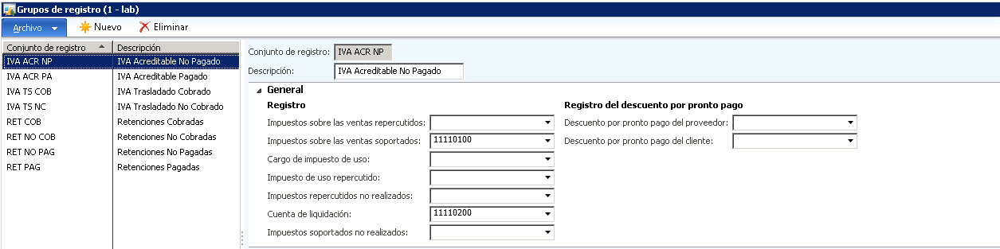 Grupos de registro (1 - lab)
Archivo Nuevo Eliminar
Conjunto de registro Descripción
IVA ACR NP IVA Acreditable No Pagado
IVA ACR PA IVA Acreditable Pagado
IVA TS COB IVA Trasladado Cobrado
IVA TS NC IVA Trasladado No Cobrado
RET COB Retenciones Cobradas
RET NO COB Retenciones No Cobradas
RET NO PAG Retenciones No Pagadas
RET PAG Retenciones Pagadas
Conjunto de registro: IVA ACR NP
Descripción: IVA Acreditable No Pagado
General
Registro
Impuestos sobre las ventas repercutidos:
Impuestos sobre las ventas soportados: 11110100
Cargo de impuesto de uso:
Impuesto de uso repercutido:
Impuestos repercutidos no realizados:
Cuenta de liquidación: 11110200
Impuestos soportados no realizados:
Registro del descuento por pronto pago
Descuento por pronto pago del proveedor:
Descuento por pronto pago del cliente: